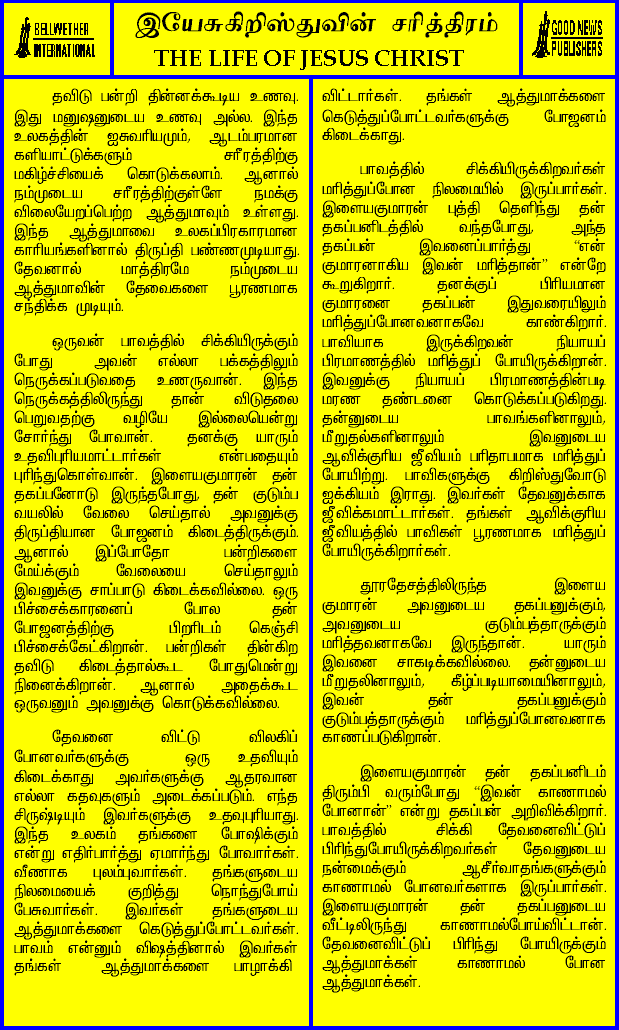 BELLWETHER
INTERNATIONAL
இயேசுகிறிஸ்துவின் சரித்திரம்
THE LIFE OF JESUS CHRIST
GOOD NEWS
PUBLISHERS
தவிடு பன்றி தின்னக்கூடிய உணவு.
இது மனுஷனுடைய உணவு அல்ல. இந்த
உலகத்தின் ஐசுவரியமும், ஆடம்பரமான
களியாட்டுக்களும் சரீரத்திற்கு
மகிழ்ச்சியைக் கொடுக்கலாம். ஆனால்
நம்முடைய சரீரத்திற்குள்ளே நமக்கு
விலையேறப்பெற்ற ஆத்துமாவும் உள்ளது.
இந்த ஆத்துமாவை உலகப்பிரகாரமான
காரியங்களினால் திருப்தி பண்ணமுடியாது.
தேவனால் மாத்திரமே நம்முடைய
ஆத்துமாவின் தேவைகளை பூரணமாக
சந்திக்க முடியும்.
ஒருவன் பாவத்தில் சிக்கியிருக்கும்
போது அவன் எல்லா பக்கத்திலும்
நெருக்கப்படுவதை உணருவான். இந்த
நெருக்கத்திலிருந்து தான் விடுதலை
பெறுவதற்கு வழியே இல்லையென்று
சோர்ந்து போவான். தனக்கு யாரும்
உதவிபுரியமாட்டார்கள் என்பதையும்
புரிந்துகொள்வான். இளையகுமாரன் தன்
தகப்பனோடு இருந்தபோது, தன் குடும்ப
வயலில் வேலை செய்தால் அவனுக்கு
திருப்தியான போஜனம் கிடைத்திருக்கும்.
ஆனால் இப்போதோ பன்றிகளை
மேய்க்கும் வேலையை செய்தாலும்
இவனுக்கு சாப்பாடு கிடைக்கவில்லை. ஒரு
பிச்சைக்காரனைப் போல தன்
போஜனத்திற்கு பிறரிடம் கெஞ்சி
பிச்சைக்கேட்கிறான். பன்றிகள் தின்கிற
தவிடு கிடைத்தால்கூட போதுமென்று
நினைக்கிறான். ஆனால் அதைக்கூட
ஒருவனும் அவனுக்கு கொடுக்கவில்லை.
தேவனை விட்டு விலகிப்
போனவர்களுக்கு ஒரு உதவியும்
கிடைக்காது அவர்களுக்கு ஆதரவான
எல்லா கதவுகளும் அடைக்கப்படும். எந்த
சிருஷ்டியும் இவர்களுக்கு உதவபுரியாது.
இந்த உலகம் தங்களை போஷிக்கும்
என்று எதிர்பார்த்து ஏமார்ந்து போவார்கள்.
வீணாக புலம்புவார்கள். தங்களுடைய
நிலமையைக் குறித்து நொந்துபோய்
பேசுவார்கள். இவர்கள் தங்களுடைய
ஆத்துமாக்களை கெடுத்துப்போட்டவர்கள்.
பாவம் என்னும் விஷத்தினால் இவர்கள்
தங்கள் ஆத்துமாக்களை பாழாக்கி
விட்டார்கள். தங்கள் ஆத்துமாக்களை
கெடுத்துப்போட்டவர்களுக்கு போஜனம்
கிடைக்காது.
பாவத்தில் சிக்கியிருக்கிறவர்கள்
மரித்துப்போன நிலமையில் இருப்பார்கள்.
இளையகுமாரன் புத்தி தெளிந்து தன்
தகப்பனிடத்தில் வந்தபோது, அந்த
தகப்பன் இவனைப்பார்த்து “என்
குமாரனாகிய இவன் மரித்தான்” என்றே
கூறுகிறார். தனக்குப் பிரியமான
குமாரனை தகப்பன் இதுவரையிலும்
மரித்துப்போனவனாகவே காண்கிறார்.
பாவியாக இருக்கிறவன் நியாயப்
பிரமாணத்தில் மரித்துப் போயிருக்கிறான்.
இவனுக்கு நியாயப் பிரமாணத்தின்படி
மரண தண்டனை கொடுக்கப்படுகிறது.
தன்னுடைய பாவங்களினாலும்,
மீறுதல்களினாலும் இவனுடைய
ஆவிக்குரிய ஜீவியம் பரிதாபமாக மரித்துப்
போயிற்று. பாவிகளுக்கு கிறிஸ்துவோடு
ஐக்கியம் இராது. இவர்கள் தேவனுக்காக
ஜீவிக்கமாட்டார்கள். தங்கள் ஆவிக்குரிய
ஜீவியத்தில் பாவிகள் பூரணமாக மரித்துப்
போயிருக்கிறார்கள்.
தூரதேசத்திலிருந்த இளைய
குமாரன் அவனுடைய தகப்பனுக்கும்,
அவனுடைய குடும்பத்தாருக்கும்
மரித்தவனாகவே இருந்தான். யாரும்
இவனை சாகடிக்கவில்லை. தன்னுடைய
மீறுதலினாலும், கீழ்ப்படியாமையினாலும்,
இவன் தன் தகப்பனுக்கும்
குடும்பத்தாருக்கும் மரித்துப்போனவனாக
காணப்படுகிறான்.
இளையகுமாரன் தன் தகப்பனிடம்
திரும்பி வரும்போது “இவன் காணாமல்
போனான்” என்று தகப்பன் அறிவிக்கிறார்.
பாவத்தில் சிக்கி தேவனைவிட்டுப்
பிரிந்துபோயிருக்கிறவர்கள் தேவனுடைய
நன்மைக்கும் ஆசீர்வாதங்களுக்கும்
காணாமல் போனவர்களாக இருப்பார்கள்.
இளையகுமாரன் தன் தகப்பனுடைய
வீட்டிலிருந்து காணாமல்போய்விட்டான்.
தேவனைவிட்டுப் பிரிந்து போயிருக்கும்
ஆத்துமாக்கள் காணாமல் போன
ஆத்துமாக்கள்.